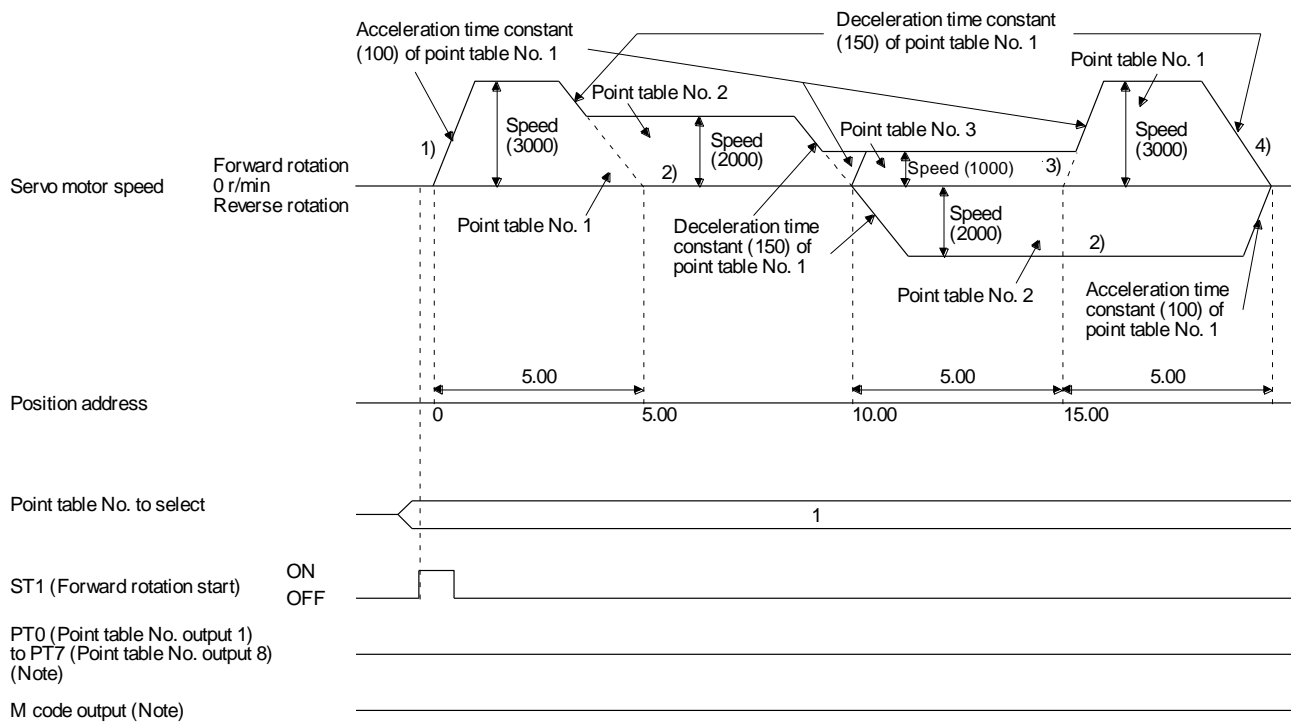 Acceleration time constant
(100) of point table No. 1
Deceleration time constant
(150) of point table No. 1
Point table No. 1
Point table No. 2
Point table No. 3
1)
Speed
(3000)
2)
Speed
(2000)
Speed (1000)
3)
Speed
(3000)
4)
Servo motor speed
Forward rotation
0 r/min
Reverse rotation
Point table No. 1
Deceleration time
constant (150) of
point table No. 1
Speed
(2000)
2)
Point table No. 2
Acceleration time
constant (100) of
point table No. 1
5.00
5.00
5.00
Position address
0
5.00
10.00
15.00
Point table No. to select
1
ST1 (Forward rotation start)
ON
OFF
PT0 (Point table No. output 1)
to PT7 (Point table No. output 8)
(Note)
M code output (Note)